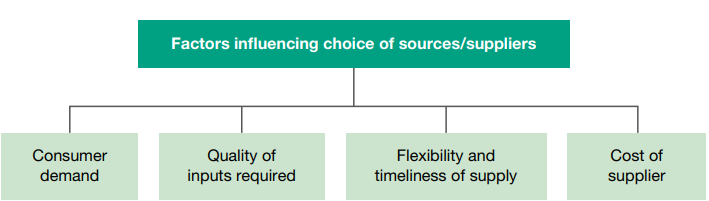 Factors influencing choice of sources/suppliers
Consumer
demand
Quality of
inputs required
Flexibility and
timeliness of supply
Cost of
supplier